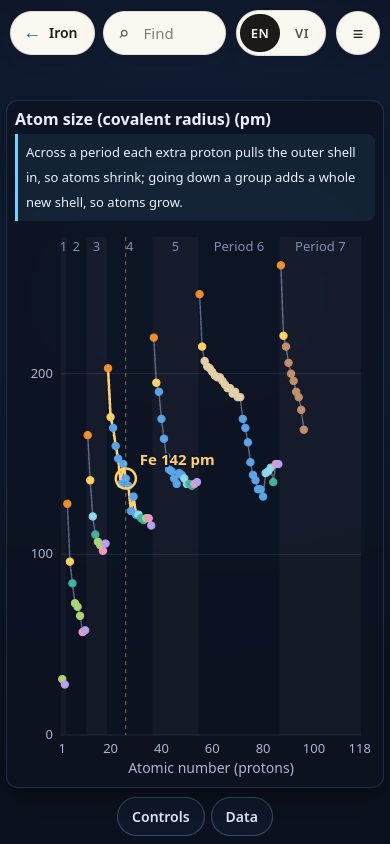 ← Iron
Find
EN VI
≡
Atom size (covalent radius) (pm)
Across a period each extra proton pulls the outer shell
in, so atoms shrink; going down a group adds a whole
new shell, so atoms grow.
1 2 3 4 5 Period 6 Period 7
200
Fe 142 pm
100
0
1 20 40 60 80 100 118
Atomic number (protons)
Controls Data